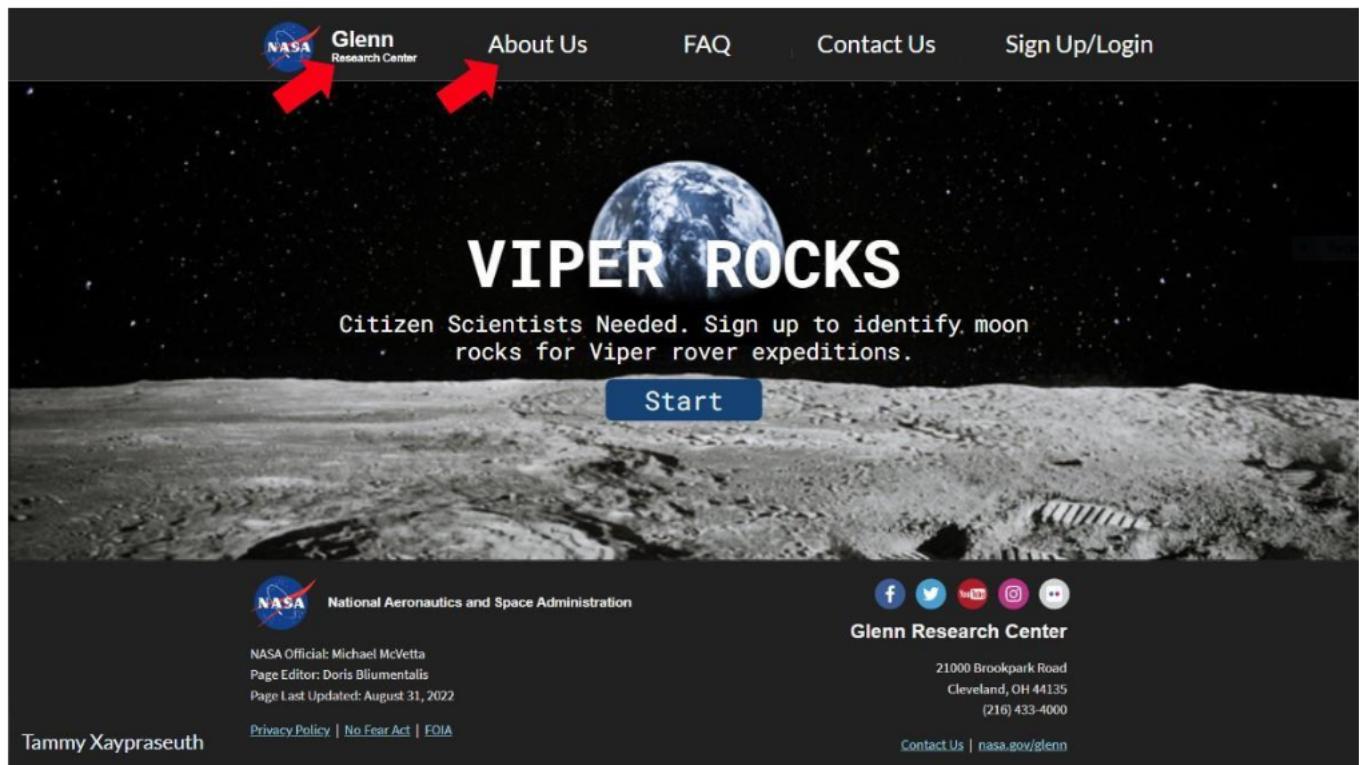 NASA
Glenn
Research Center
About Us
FAQ
Contact Us
Sign Up/Login
VIPER ROCKS
Citizen Scientists Needed. Sign up to identify moon
rocks for Viper rover expeditions.
Start
NASA
National Aeronautics and Space Administration
NASA Official: Michael McVetta
Page Editor: Doris Bliumentalis
Page Last Updated: August 31, 2022
Privacy Policy | No Fear Act | FOIA
f
You Tube
Glenn Research Center
21000 Brookpark Road
Cleveland, OH 44135
(216) 433-4000
Contact Us | nasa.gov/glenn
Tammy Xaypraseuth